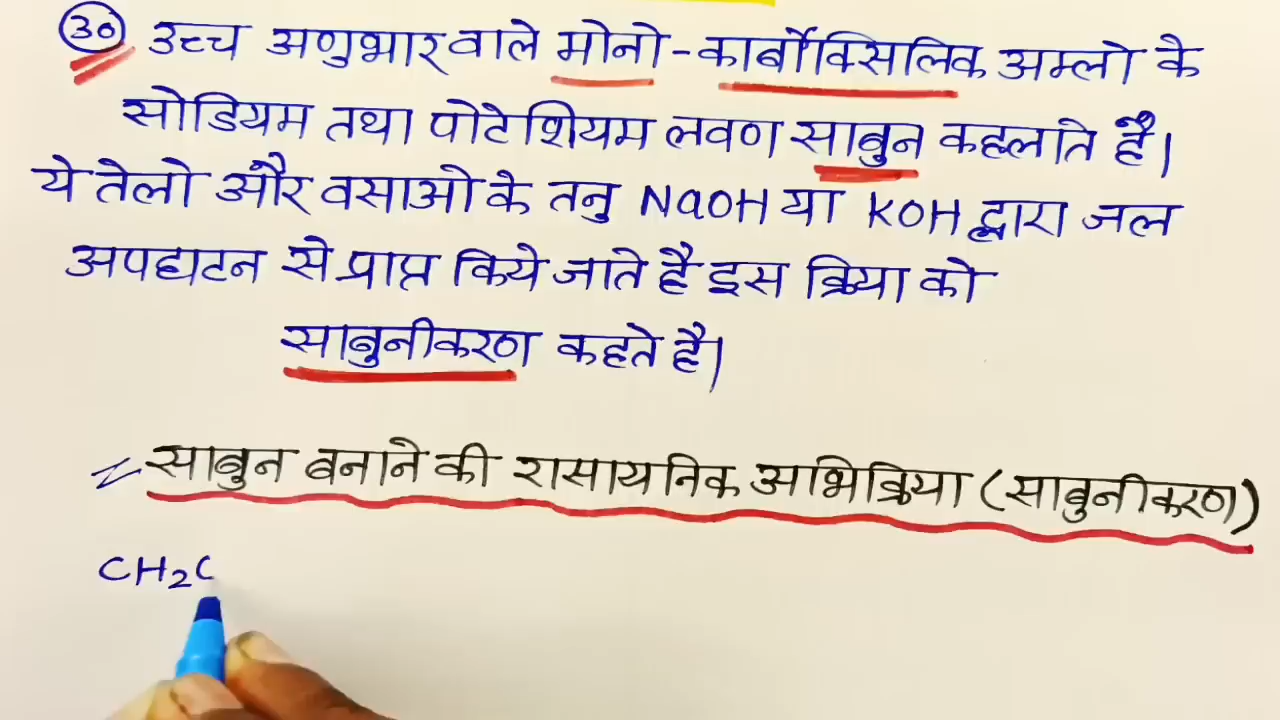 30 उच्च अणुभार वाले मोनो-कार्बोक्सिलिक अम्लो के
सोडियम तथा पोटेशियम लवण साबुन कहलाते है।
ये तेलो और वसाओ के तनु NaOH या KOH द्वारा जल
अपघटन से प्राप्त किये जाते है इस क्रिया को
साबुनीकरण कहते है।
साबुन बनाने की रासायनिक अभिक्रिया (साबुनीकरण)
CH2C